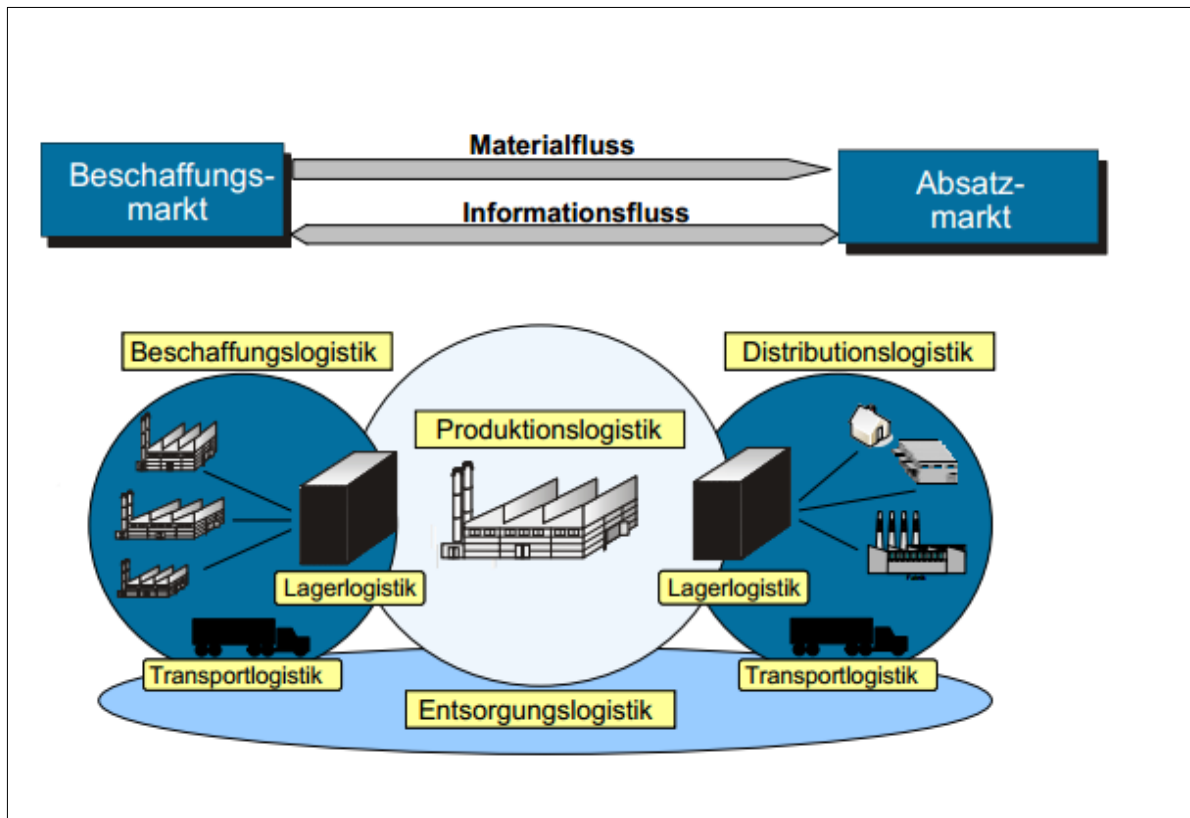 Materialfluss
Beschaffungs-
markt
Absatz-
markt
Informationsfluss
Beschaffungslogistik
Distributionslogistik
Produktionslogistik
Lagerlogistik
Lagerlogistik
Transportlogistik
Transportlogistik
Entsorgungslogistik